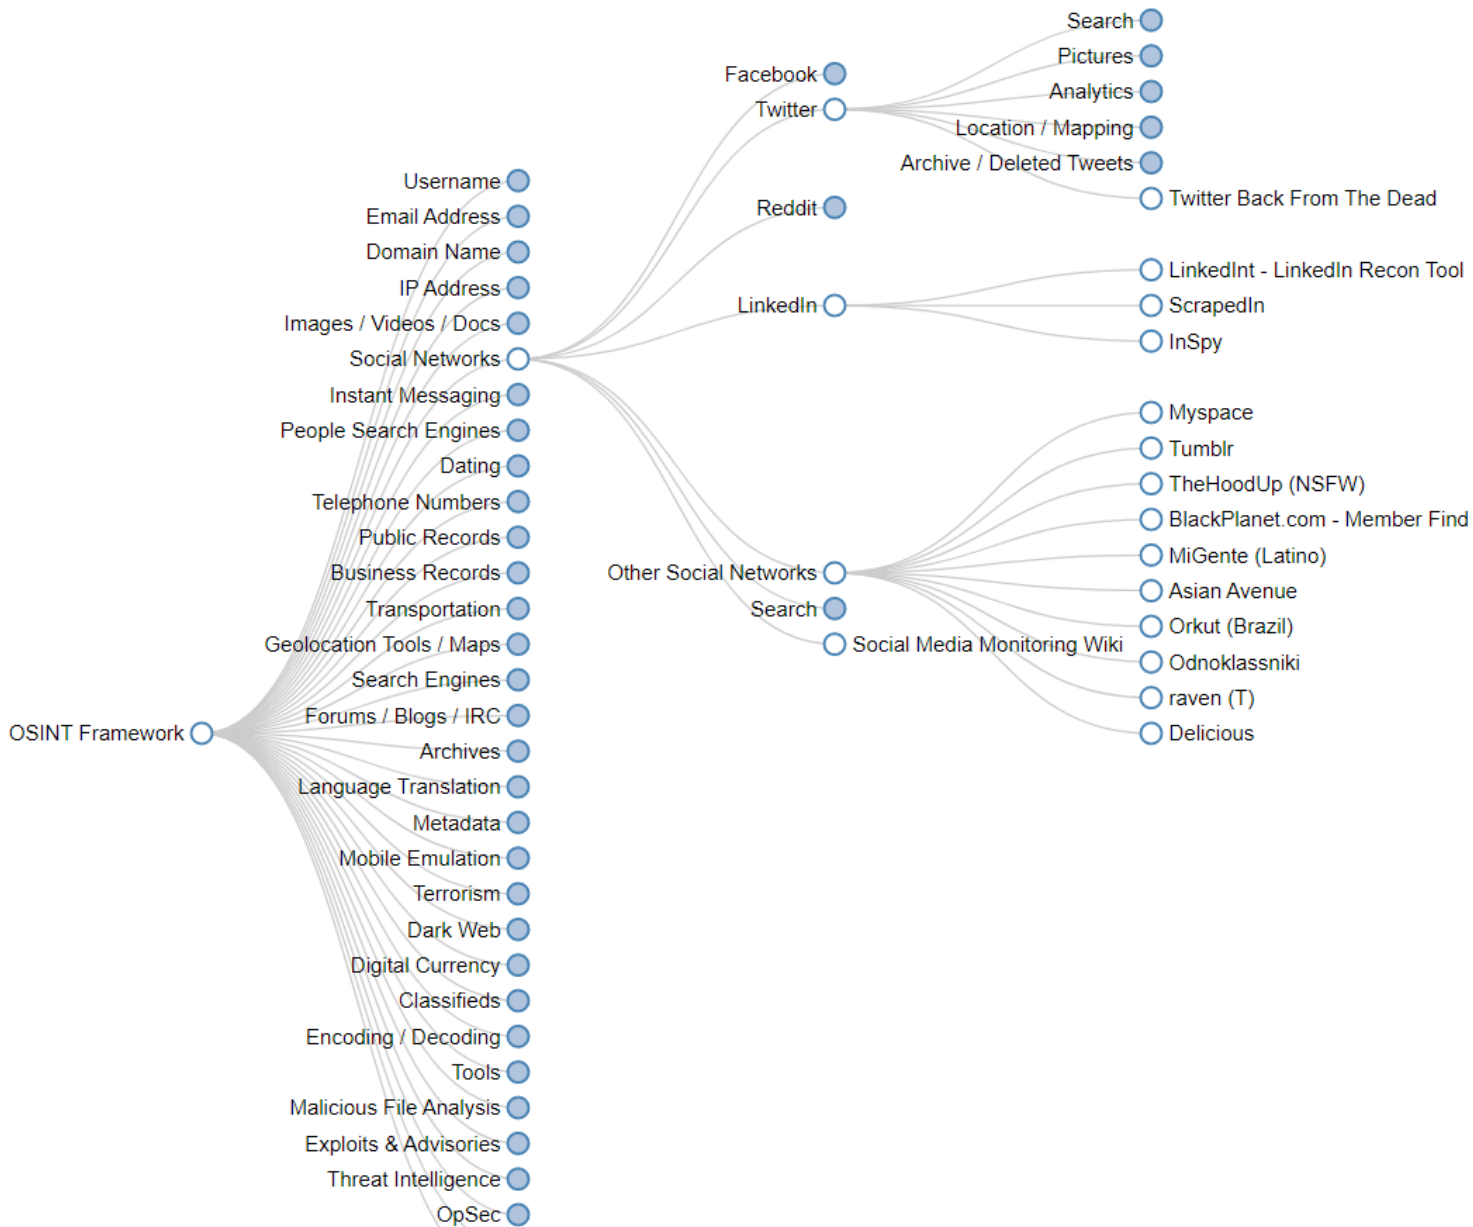 OSINT Framework
Username
Email Address
Domain Name
IP Address
Images / Videos / Docs
Social Networks
Instant Messaging
People Search Engines
Dating
Telephone Numbers
Public Records
Business Records
Transportation
Geolocation Tools / Maps
Search Engines
Forums / Blogs / IRC
Archives
Language Translation
Metadata
Mobile Emulation
Terrorism
Dark Web
Digital Currency
Classifieds
Encoding / Decoding
Tools
Malicious File Analysis
Exploits & Advisories
Threat Intelligence
OpSec
Facebook
Twitter
Reddit
LinkedIn
Other Social Networks
Search
Social Media Monitoring Wiki
Search
Pictures
Analytics
Location / Mapping
Archive / Deleted Tweets
Twitter Back From The Dead
LinkedInt - LinkedIn Recon Tool
ScrapedIn
InSpy
Myspace
Tumblr
TheHoodUp (NSFW)
BlackPlanet.com - Member Find
MiGente (Latino)
Asian Avenue
Orkut (Brazil)
Odnoklassniki
raven (T)
Delicious